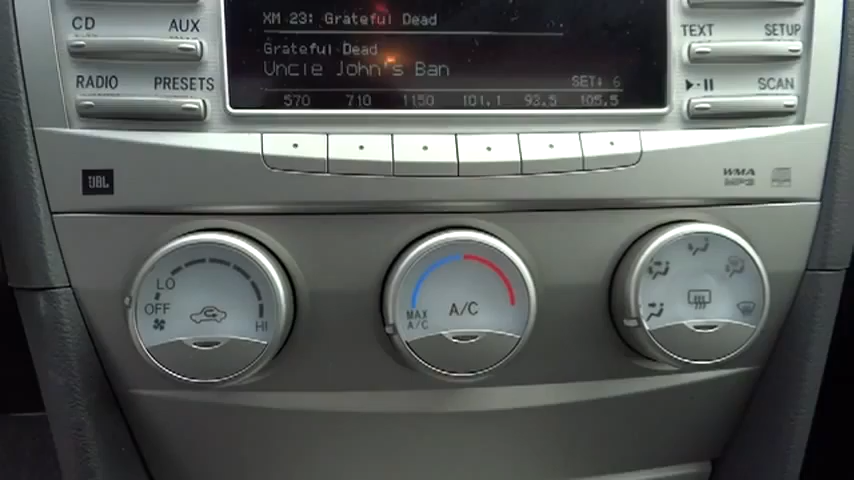 XM 23: Grateful Dead
CD AUX
TEXT SETUP
Grateful Dead
Uncle John's Ban
RADIO PRESETS
SET: 6
SCAN
570 710 1150 101.1 93.5 105.5
JBL
WMA
MP3
LO
OFF
HI
MAX
A/C
A/C